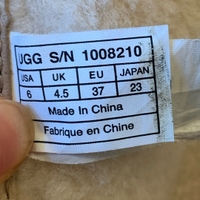 UGG S/N 1008210
USA UK EU JAPAN
6 4.5 37 23
Made In China
Fabrique en Chine